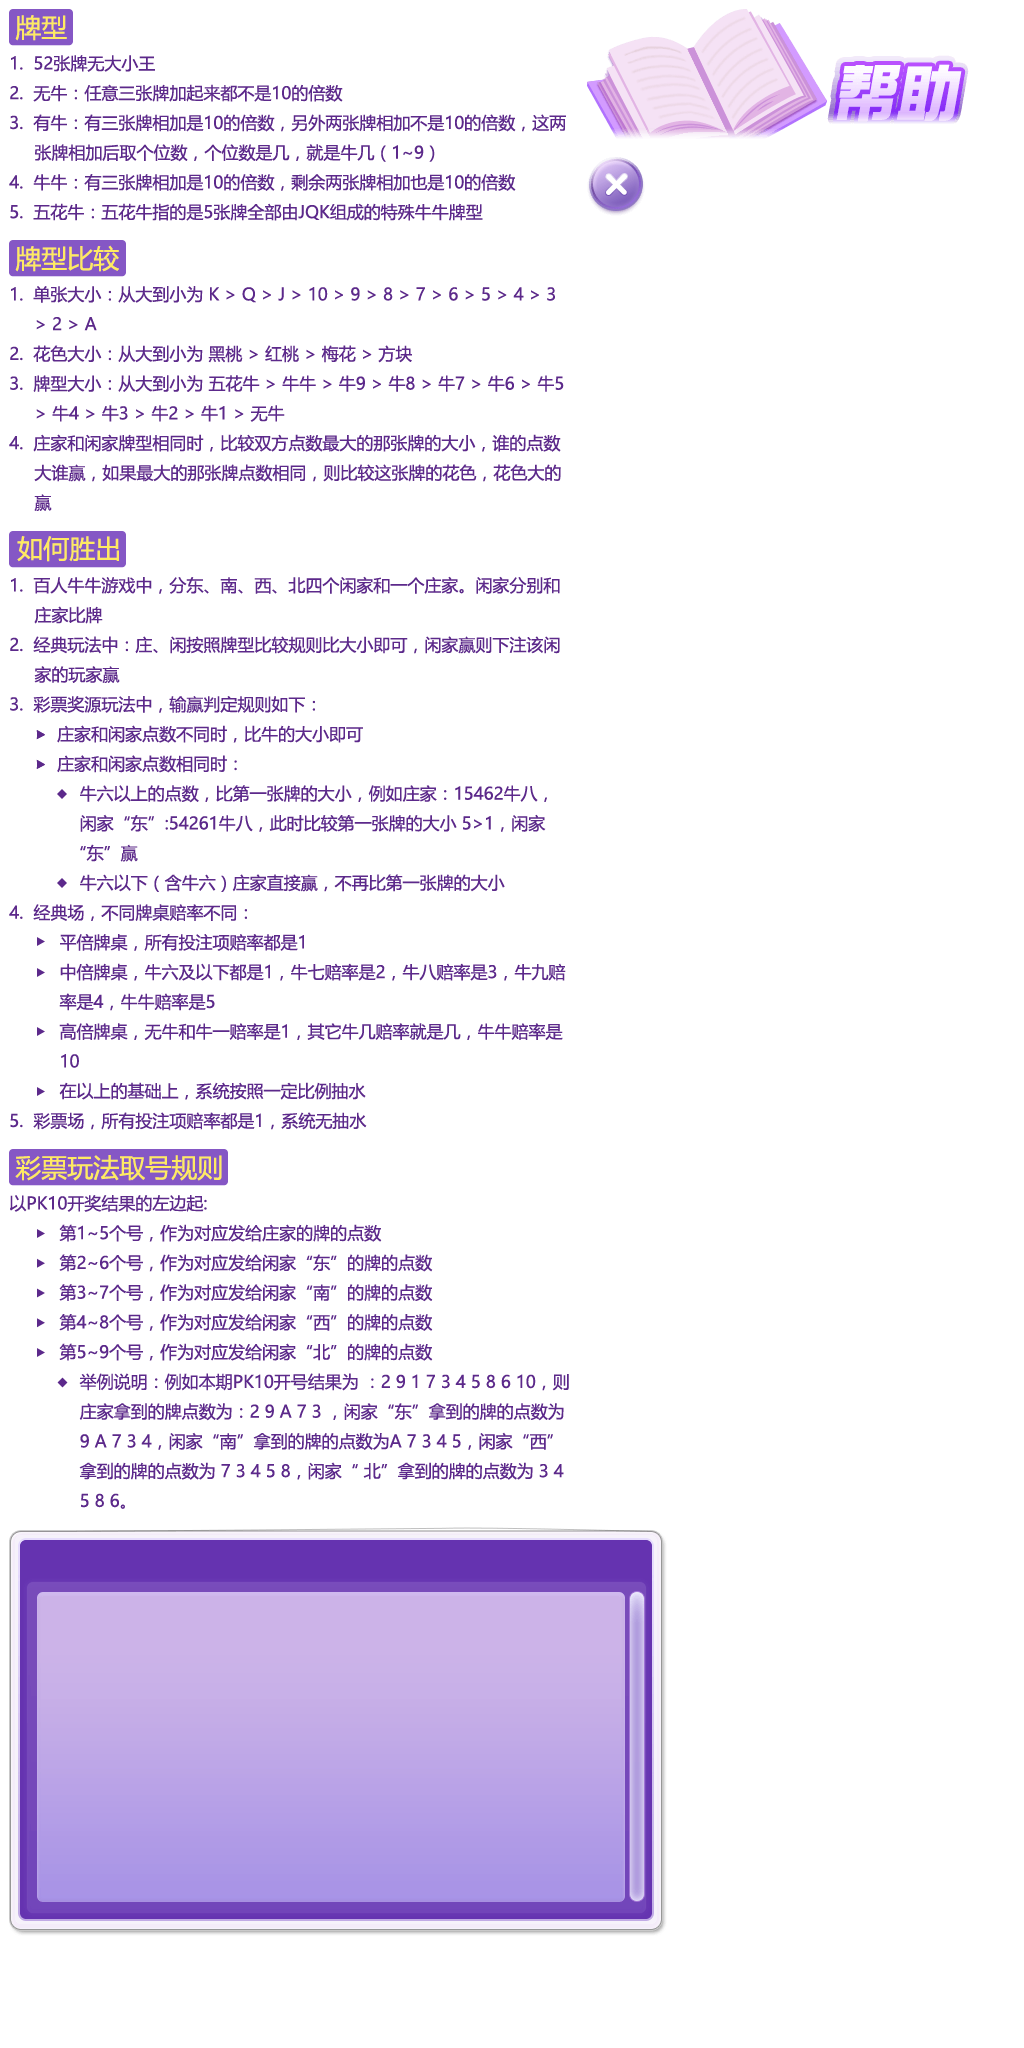 牌型
1. 52张牌无大小王
2. 无牛：任意三张牌加起来都不是10的倍数
3. 有牛：有三张牌相加是10的倍数，另外两张牌相加不是10的倍数，这两
张牌相加后取个位数，个位数是几，就是牛几（1~9）
4. 牛牛：有三张牌相加是10的倍数，剩余两张牌相加也是10的倍数
5. 五花牛：五花牛指的是5张牌全部由JQK组成的特殊牛牛牌型
帮助
牌型比较
1. 单张大小：从大到小为 K > Q > J > 10 > 9 > 8 > 7 > 6 > 5 > 4 > 3
> 2 > A
2. 花色大小：从大到小为 黑桃 > 红桃 > 梅花 > 方块
3. 牌型大小：从大到小为 五花牛 > 牛牛 > 牛9 > 牛8 > 牛7 > 牛6 > 牛5
> 牛4 > 牛3 > 牛2 > 牛1 > 无牛
4. 庄家和闲家牌型相同时，比较双方点数最大的那张牌的大小，谁的点数
大谁赢，如果最大的那张牌点数相同，则比较这张牌的花色，花色大的
赢
如何胜出
1. 百人牛牛游戏中，分东、南、西、北四个闲家和一个庄家。闲家分别和
庄家比牌
2. 经典玩法中：庄、闲按照牌型比较规则比大小即可，闲家赢则下注该闲
家的玩家赢
3. 彩票奖源玩法中，输赢判定规则如下：
▶ 庄家和闲家点数不同时，比牛的大小即可
▶ 庄家和闲家点数相同时：
◆ 牛六以上的点数，比第一张牌的大小，例如庄家：15462牛八，
闲家“东”:54261牛八，此时比较第一张牌的大小 5>1，闲家
“东”赢
◆ 牛六以下（含牛六）庄家直接赢，不再比第一张牌的大小
4. 经典场，不同牌桌赔率不同：
▶ 平倍牌桌，所有投注项赔率都是1
▶ 中倍牌桌，牛六及以下都是1，牛七赔率是2，牛八赔率是3，牛九赔
率是4，牛牛赔率是5
▶ 高倍牌桌，无牛和牛一赔率是1，其它牛几赔率就是几，牛牛赔率是
10
▶ 在以上的基础上，系统按照一定比例抽水
5. 彩票场，所有投注项赔率都是1，系统无抽水
彩票玩法取号规则
以PK10开奖结果的左边起:
▶ 第1~5个号，作为对应发给庄家的牌的点数
▶ 第2~6个号，作为对应发给闲家“东”的牌的点数
▶ 第3~7个号，作为对应发给闲家“南”的牌的点数
▶ 第4~8个号，作为对应发给闲家“西”的牌的点数
▶ 第5~9个号，作为对应发给闲家“北”的牌的点数
◆ 举例说明：例如本期PK10开号结果为 ：2 9 1 7 3 4 5 8 6 10，则
庄家拿到的牌点数为：2 9 A 7 3 ，闲家“东”拿到的牌的点数为
9 A 7 3 4，闲家“南”拿到的牌的点数为A 7 3 4 5，闲家“西”
拿到的牌的点数为 7 3 4 5 8，闲家“ 北”拿到的牌的点数为 3 4
5 8 6。